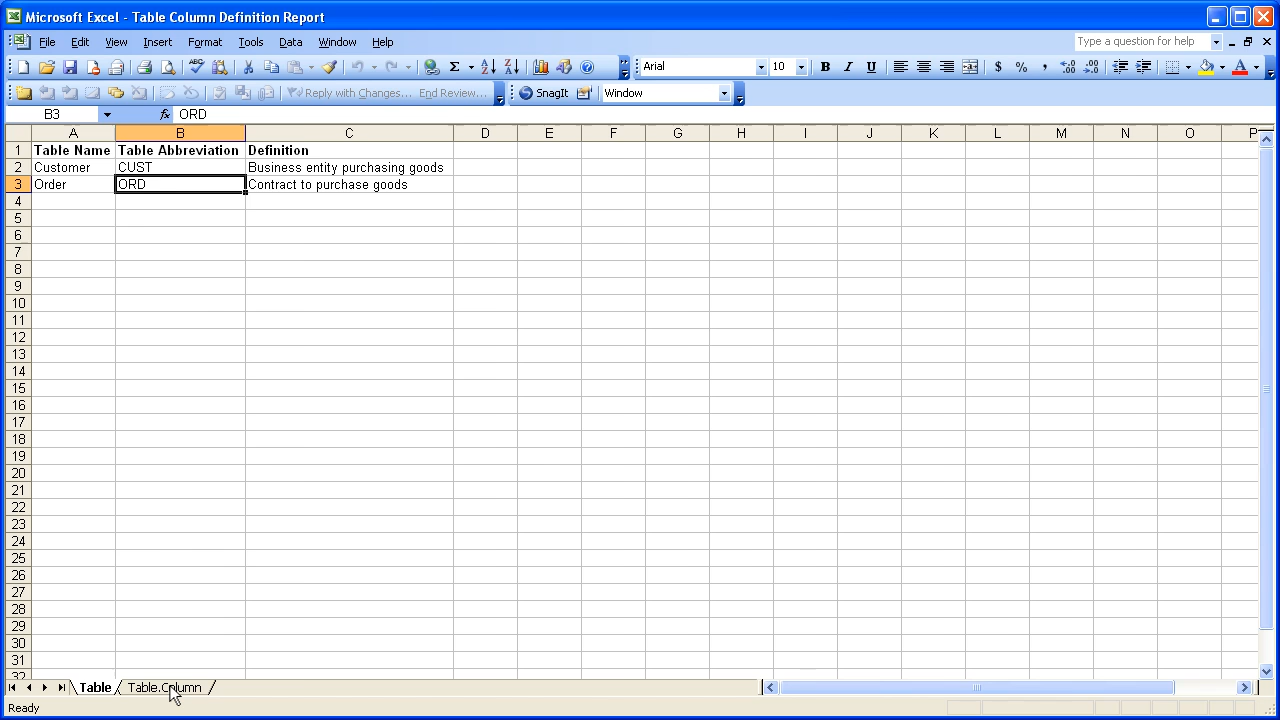 Microsoft Excel - Table Column Definition Report
File Edit View Insert Format Tools Data Window Help
Type a question for help
Arial 10 B I U $ % ,
Reply with Changes... End Review... SnagIt Window
B3 fx ORD
A B C D E F G H I J K L M N O P
1 Table Name Table Abbreviation Definition
2 Customer CUST Business entity purchasing goods
3 Order ORD Contract to purchase goods
4
5
6
7
8
9
10
11
12
13
14
15
16
17
18
19
20
21
22
23
24
25
26
27
28
29
30
31
32
Table Table.Column
Ready